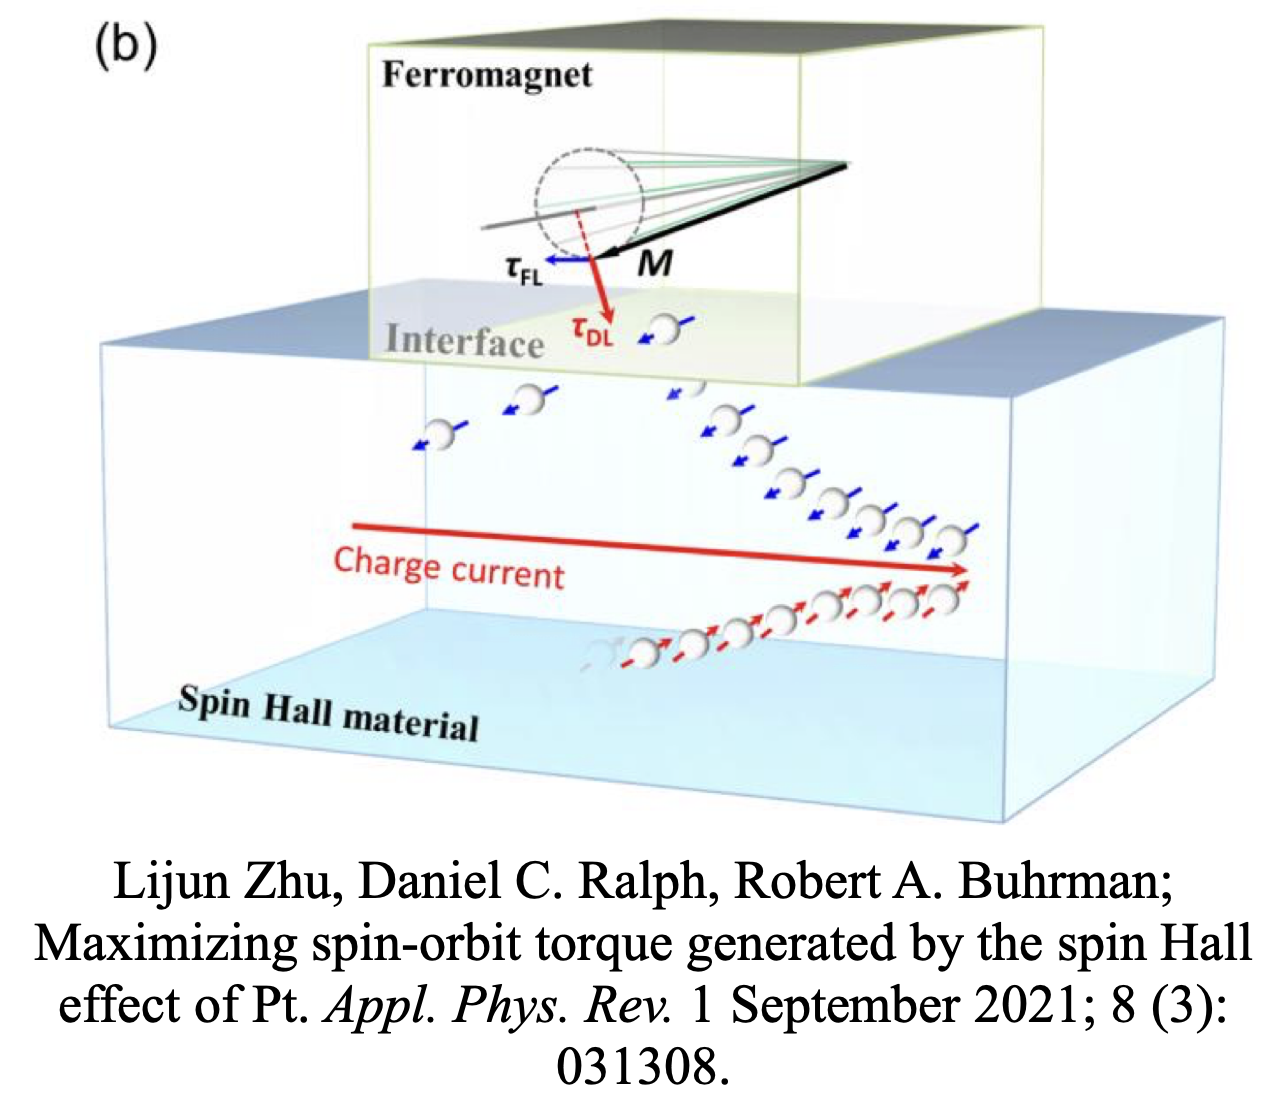 (b)
Ferromagnet
M
τFL
τDL
Interface
Charge current
Spin Hall material
Lijun Zhu, Daniel C. Ralph, Robert A. Buhrman;
Maximizing spin-orbit torque generated by the spin Hall
effect of Pt. Appl. Phys. Rev. 1 September 2021; 8 (3):
031308.